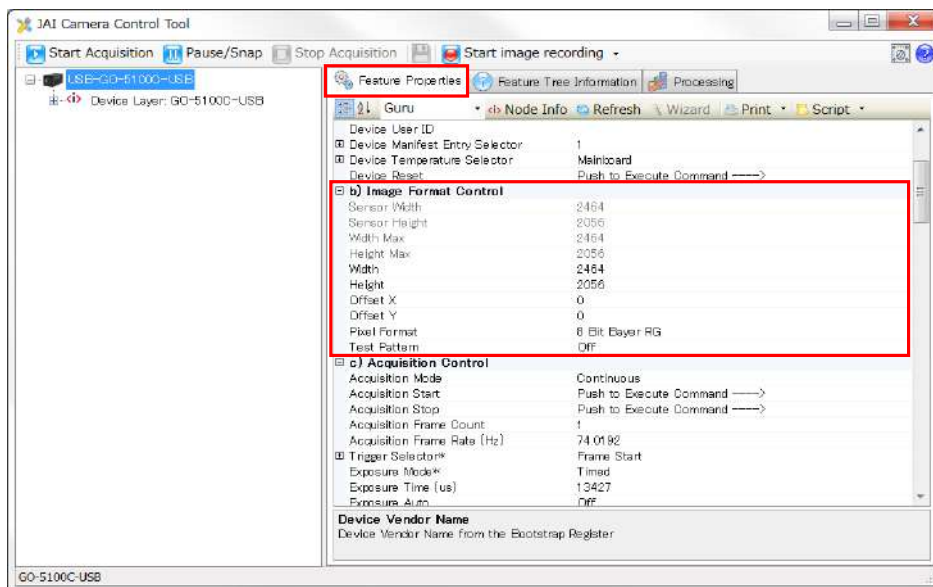 JAI Camera Control Tool
Start Acquisition Pause/Snap Stop Acquisition Start image recording
USB-GO-5100C-USB
Device Layer: GO-5100C-USB
Feature Properties Feature Tree Information Processing
Guru Node Info Refresh Wizard Print Script
Device User ID
Device Manifest Entry Selector 1
Device Temperature Selector Mainboard
Device Reset Push to Execute Command ---->
b) Image Format Control
Sensor Width 2464
Sensor Height 2056
Width Max 2464
Height Max 2056
Width 2464
Height 2056
Offset X 0
Offset Y 0
Pixel Format 8 Bit Bayer RG
Test Pattern Off
c) Acquisition Control
Acquisition Mode Continuous
Acquisition Start Push to Execute Command ---->
Acquisition Stop Push to Execute Command ---->
Acquisition Frame Count 1
Acquisition Frame Rate (Hz) 74.0192
Trigger Selector* Frame Start
Exposure Mode* Timed
Exposure Time (us) 13427
Exposure Auto Off
Device Vendor Name
Device Vendor Name from the Bootstrap Register
GO-5100C-USB